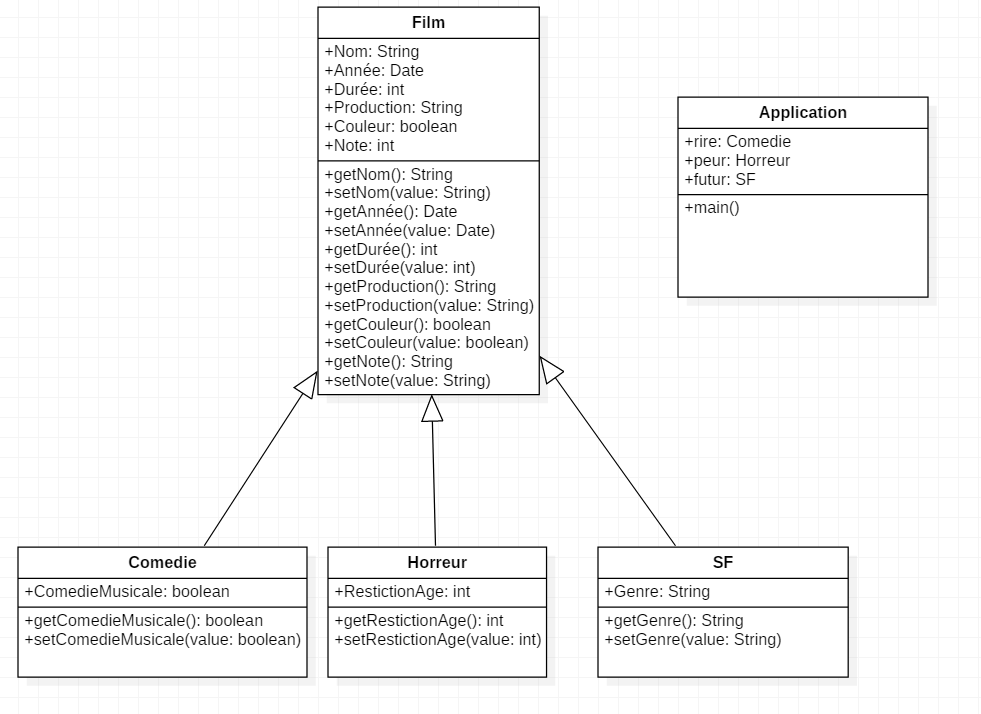 Film
+Nom: String
+Année: Date
+Durée: int
+Production: String
+Couleur: boolean
+Note: int
+getNom(): String
+setNom(value: String)
+getAnnée(): Date
+setAnnée(value: Date)
+getDurée(): int
+setDurée(value: int)
+getProduction(): String
+setProduction(value: String)
+getCouleur(): boolean
+setCouleur(value: boolean)
+getNote(): String
+setNote(value: String)
Application
+rire: Comedie
+peur: Horreur
+futur: SF
+main()
Comedie
+ComedieMusicale: boolean
+getComedieMusicale(): boolean
+setComedieMusicale(value: boolean)
Horreur
+RestictionAge: int
+getRestictionAge(): int
+setRestictionAge(value: int)
SF
+Genre: String
+getGenre(): String
+setGenre(value: String)